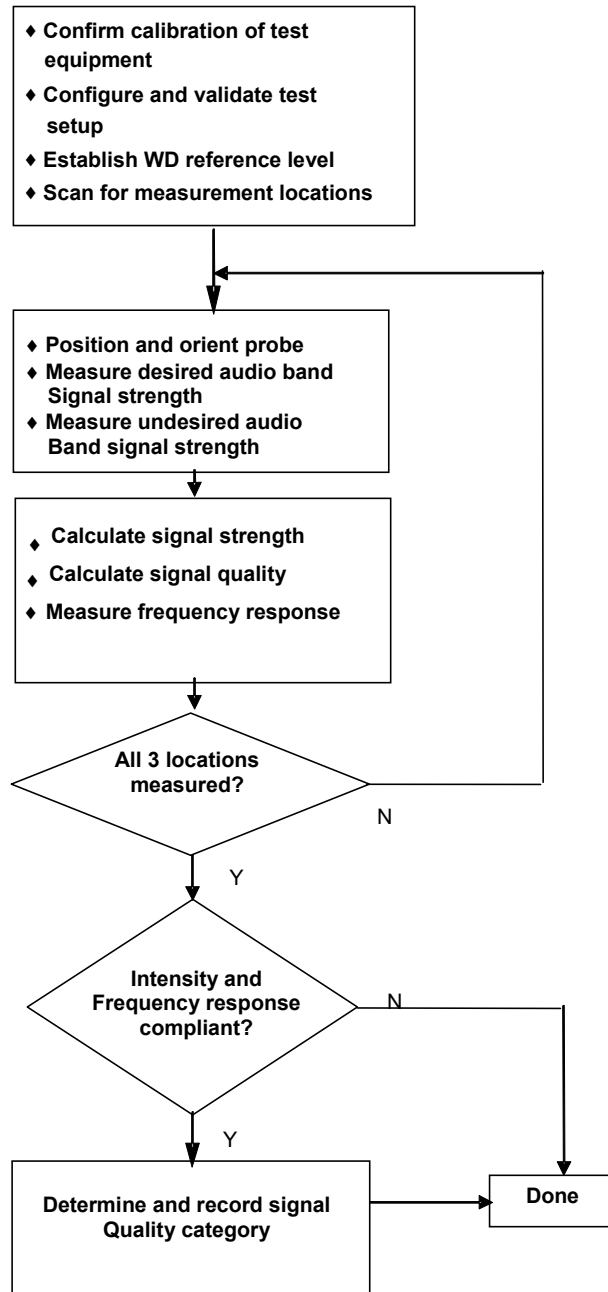 ♦ Confirm calibration of test
equipment
♦ Configure and validate test
setup
♦ Establish WD reference level
♦ Scan for measurement locations
♦ Position and orient probe
♦ Measure desired audio band
Signal strength
♦ Measure undesired audio
Band signal strength
♦ Calculate signal strength
♦ Calculate signal quality
♦ Measure frequency response
All 3 locations
measured?
N
Y
Intensity and
Frequency response
compliant?
N
Y
Determine and record signal
Quality category
Done